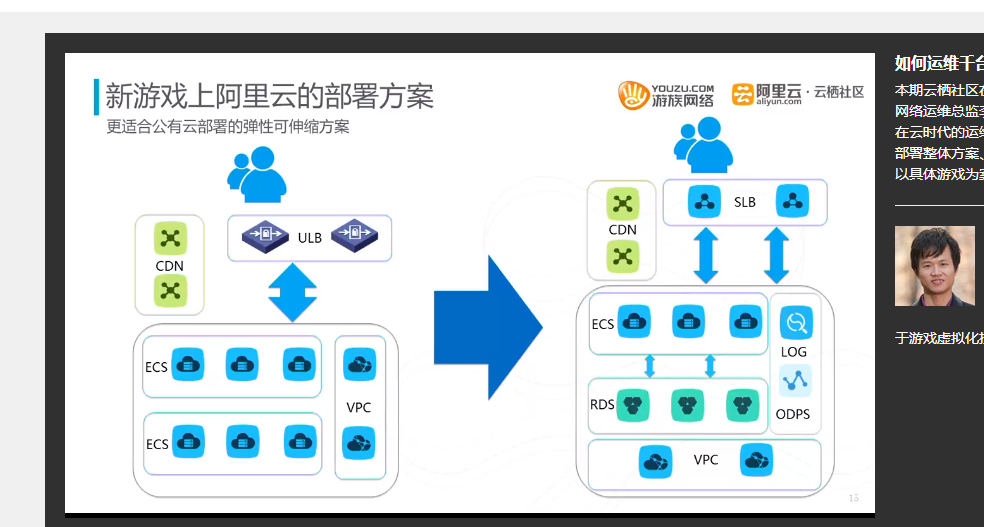 新游戏上阿里云的部署方案
更适合公有云部署的弹性可伸缩方案
YOUZU.COM
游族网络
阿里云
aliyun.com
·云栖社区
CDN
ULB
ECS
ECS
VPC
CDN
SLB
ECS
RDS
LOG
ODPS
VPC
15
如何运维千台
本期云栖社区在
网络运维总监李
在云时代的运维
部署整体方案、
以具体游戏为案
于游戏虚拟化技